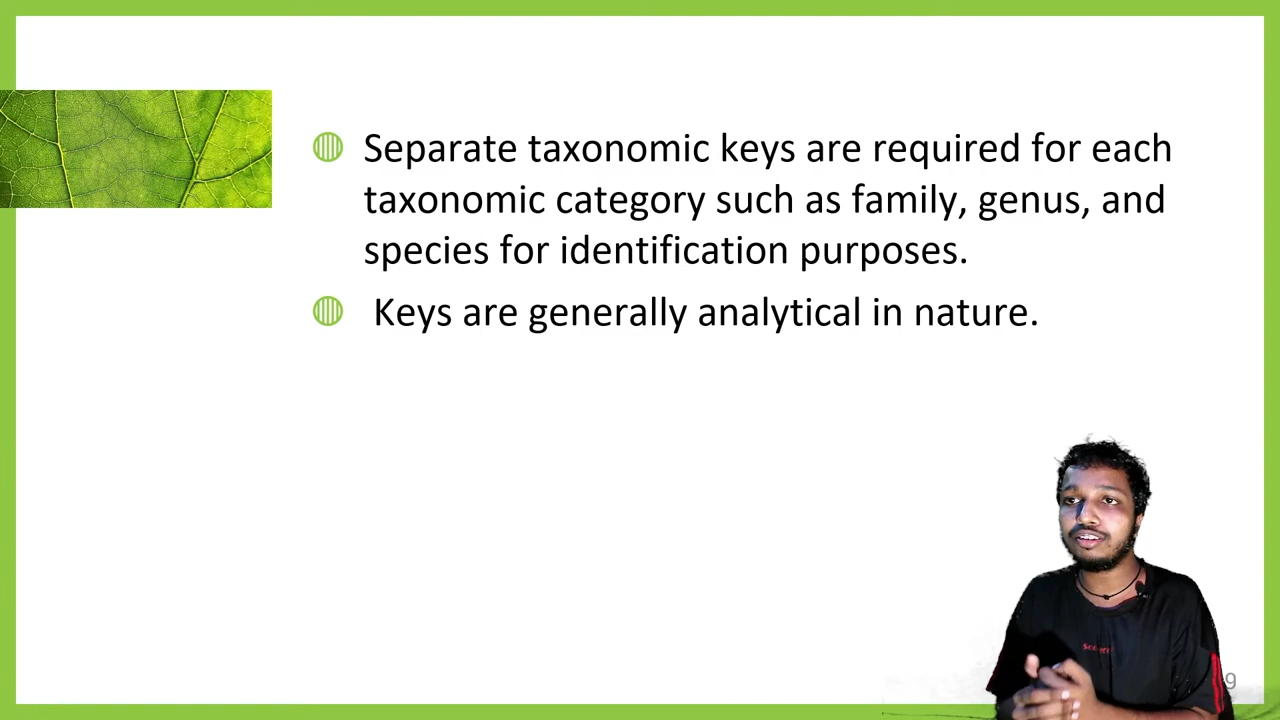 Separate taxonomic keys are required for each
taxonomic category such as family, genus, and
species for identification purposes.
Keys are generally analytical in nature.
9